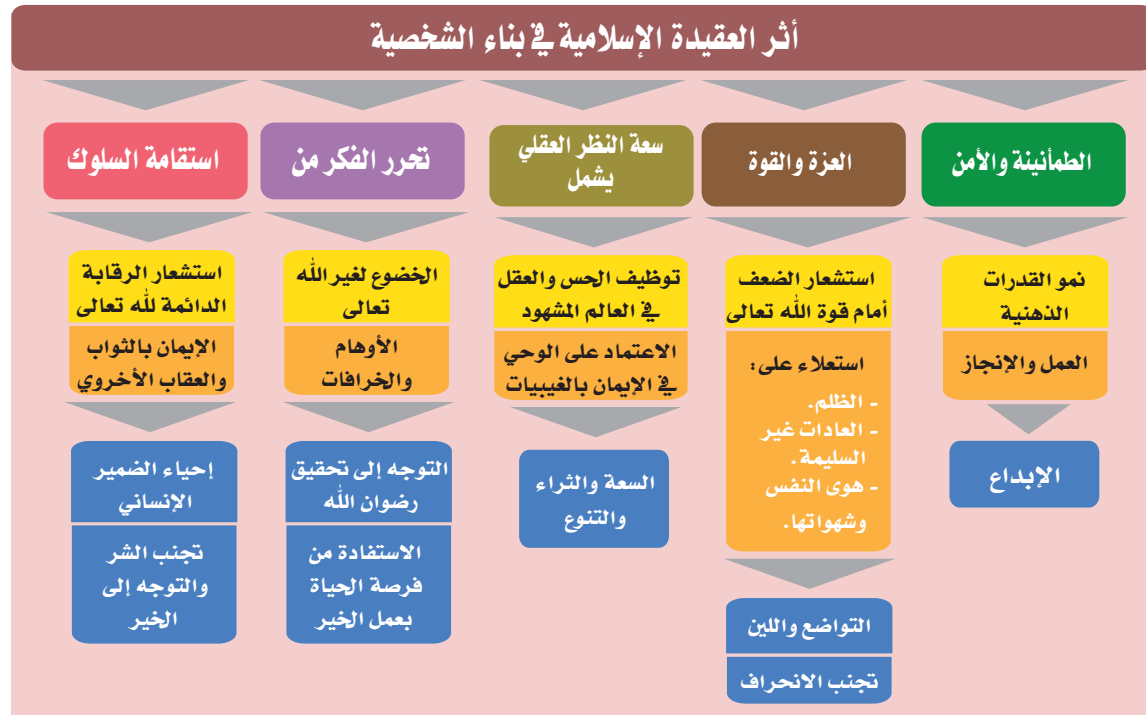 أثر العقيدة الإسلامية في بناء الشخصية
الطمأنينة والأمن
نمو القدرات
الذهنية
العمل والإنجاز
الإبداع
العزة والقوة
استشعار الضعف
أمام قوة الله تعالى
استعلاء على:
- الظلم.
- العادات غير
السليمة.
- هوى النفس
وشهواتها.
التواضع واللين
تجنب الانحراف
سعة النظر العقلي
يشمل
توظيف الحس والعقل
في العالم المشهود
الاعتماد على الوحي
في الإيمان بالغيبيات
السعة والثراء
والتنوع
تحرر الفكر من
الخضوع لغير الله
تعالى
الأوهام
والخرافات
التوجه إلى تحقيق
رضوان الله
الاستفادة من
فرصة الحياة
بعمل الخير
استقامة السلوك
استشعار الرقابة
الدائمة لله تعالى
الإيمان بالثواب
والعقاب الأخروي
إحياء الضمير
الإنساني
تجنب الشر
والتوجه إلى
الخير